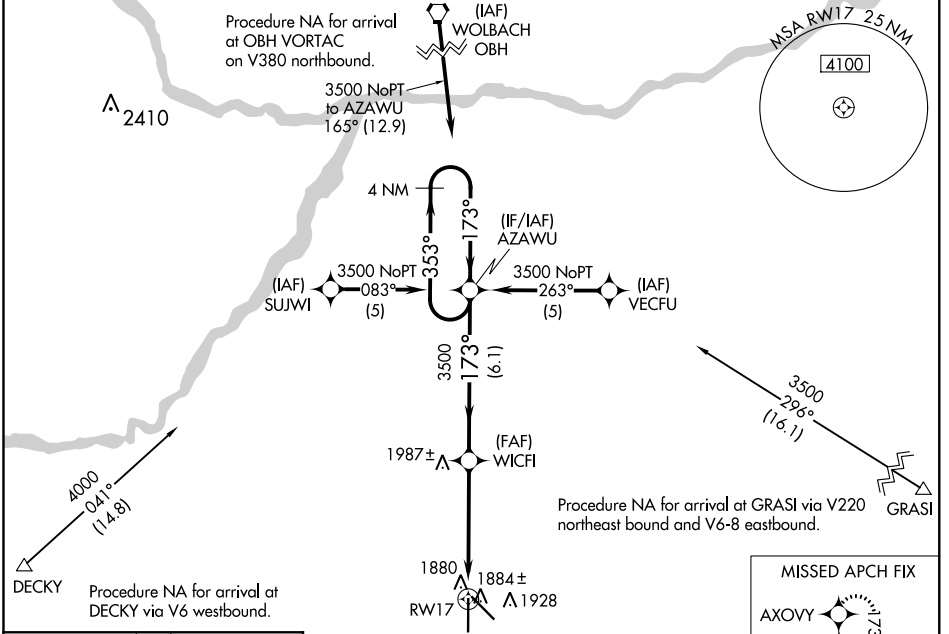 Procedure NA for arrival
at OBH VORTAC
on V380 northbound.
(IAF)
WOLBACH
OBH
3500 NoPT
to AZAWU
165° (12.9)
2410
MSA RW17 25 NM
4100
4 NM
353°
173°
(IF/IAF)
AZAWU
(IAF)
SUJWI
3500 NoPT
083°
(5)
3500 NoPT
263°
(5)
(IAF)
VECFU
3500
173°
(6.1)
3500
296°
(16.1)
GRASI
1987±
(FAF)
WICFI
4000
041°
(14.8)
DECKY
Procedure NA for arrival at GRASI via V220
northeast bound and V6-8 eastbound.
Procedure NA for arrival at
DECKY via V6 westbound.
1880
1884±
1928
RW17
MISSED APCH FIX
AXOVY
173